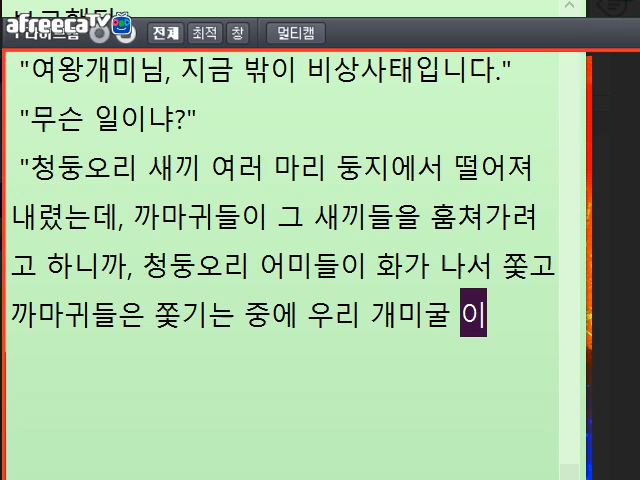 afreecaTV
전체 최적 창 멀티캠
"여왕개미님, 지금 밖이 비상사태입니다."
"무슨 일이냐?"
"청둥오리 새끼 여러 마리 둥지에서 떨어져
내렸는데, 까마귀들이 그 새끼들을 훔쳐가려
고 하니까, 청둥오리 어미들이 화가 나서 쫓고
까마귀들은 쫓기는 중에 우리 개미굴 이